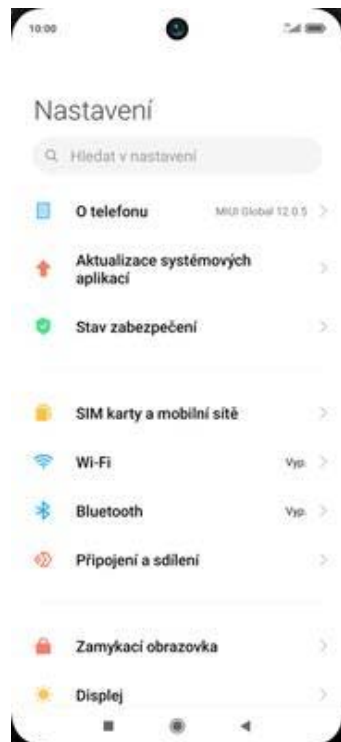 10:00
Nastavení
Hledat v nastavení
O telefonu MIUI Global 12.0.5
Aktualizace systémových
aplikací
Stav zabezpečení
SIM karty a mobilní sítě
Wi-Fi Vyp.
Bluetooth Vyp.
Připojení a sdílení
Zamykací obrazovka
Displej